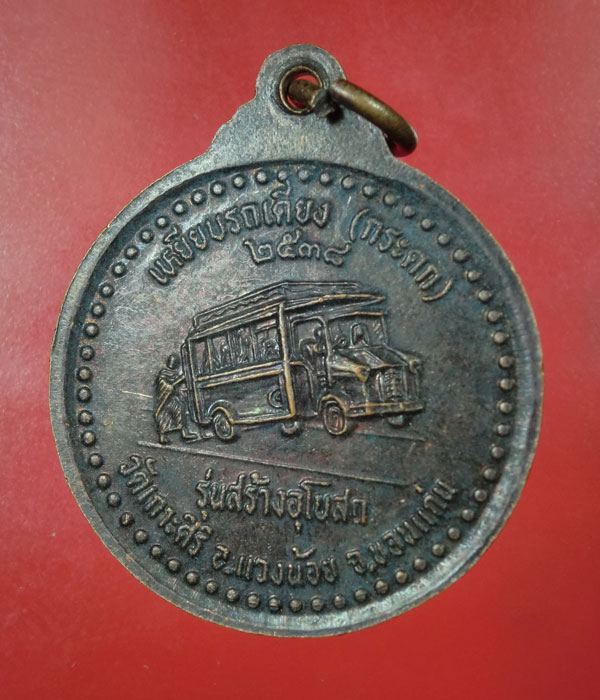 เหยียบรถเดี่ยง (กระดก)
๒๕๓๘
รุ่นสร้างอุโบสถ
วัดเกาะศิริ อ.แวงน้อย จ.ขอนแก่น